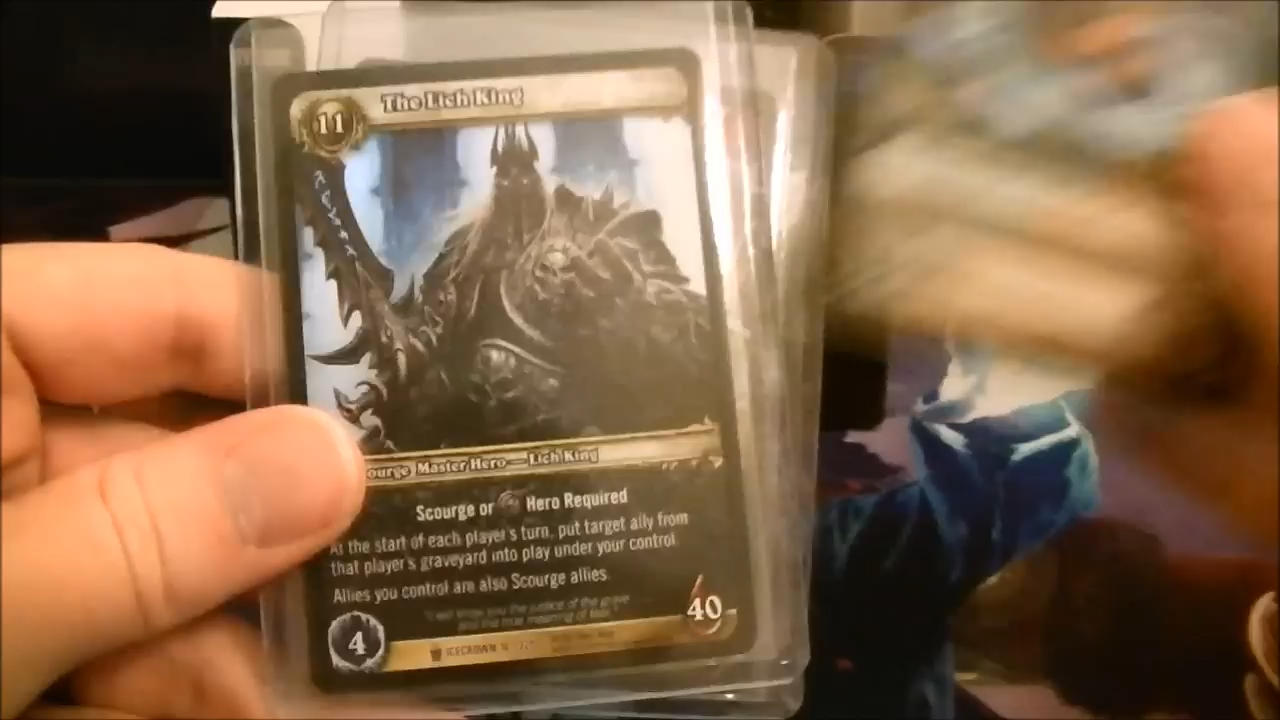 The Lich King
11
ourge Master Hero — Lich King
Scourge or Hero Required
At the start of each player's turn, put target ally from
that player's graveyard into play under your control.
Allies you control are also Scourge allies.
4
40
ICECROWN